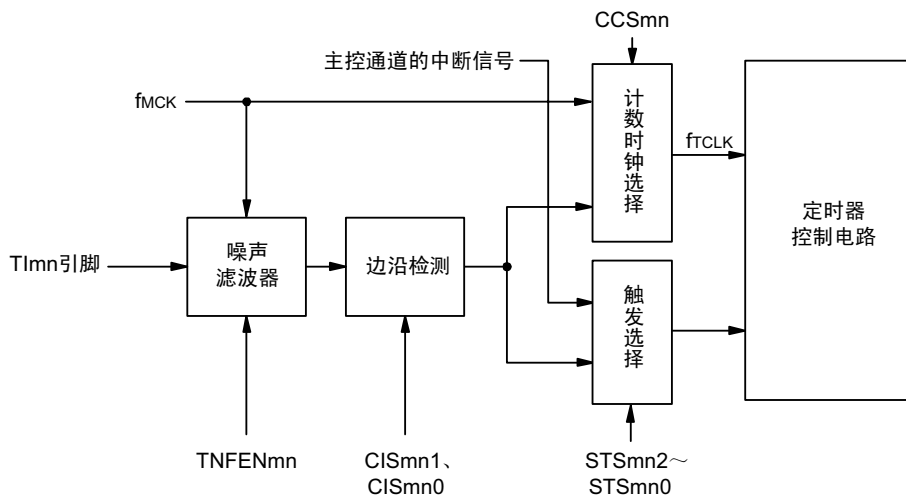 CCSmn
主控通道的中断信号
fMCK
计数时钟选择
fTCLK
定时器
控制电路
TImn引脚
噪声
滤波器
边沿检测
触发选择
TNFENmn
CISmn1、
CISmn0
STSmn2～
STSmn0